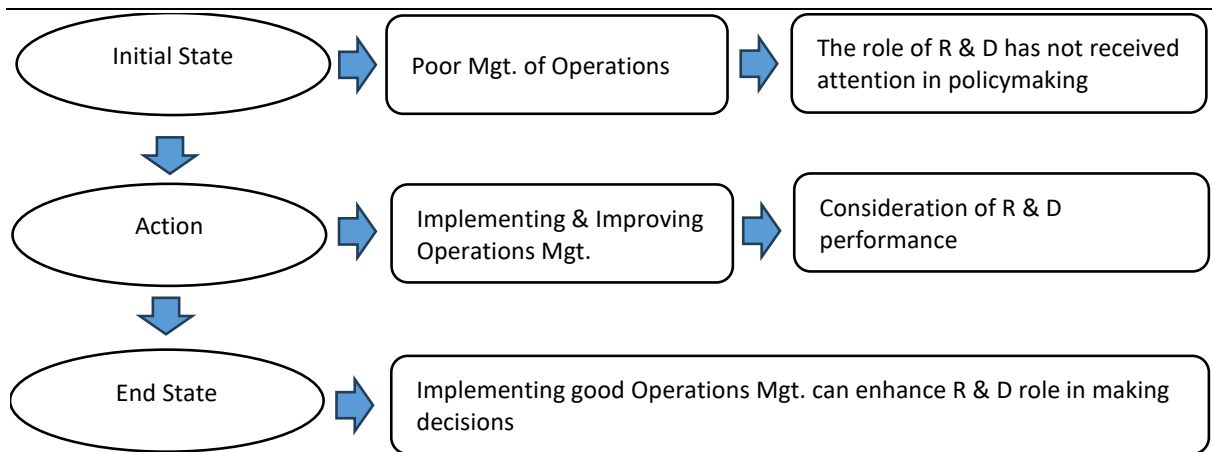 Initial State
Poor Mgt. of Operations
The role of R & D has not received
attention in policymaking
Action
Implementing & Improving
Operations Mgt.
Consideration of R & D
performance
End State
Implementing good Operations Mgt. can enhance R & D role in making
decisions